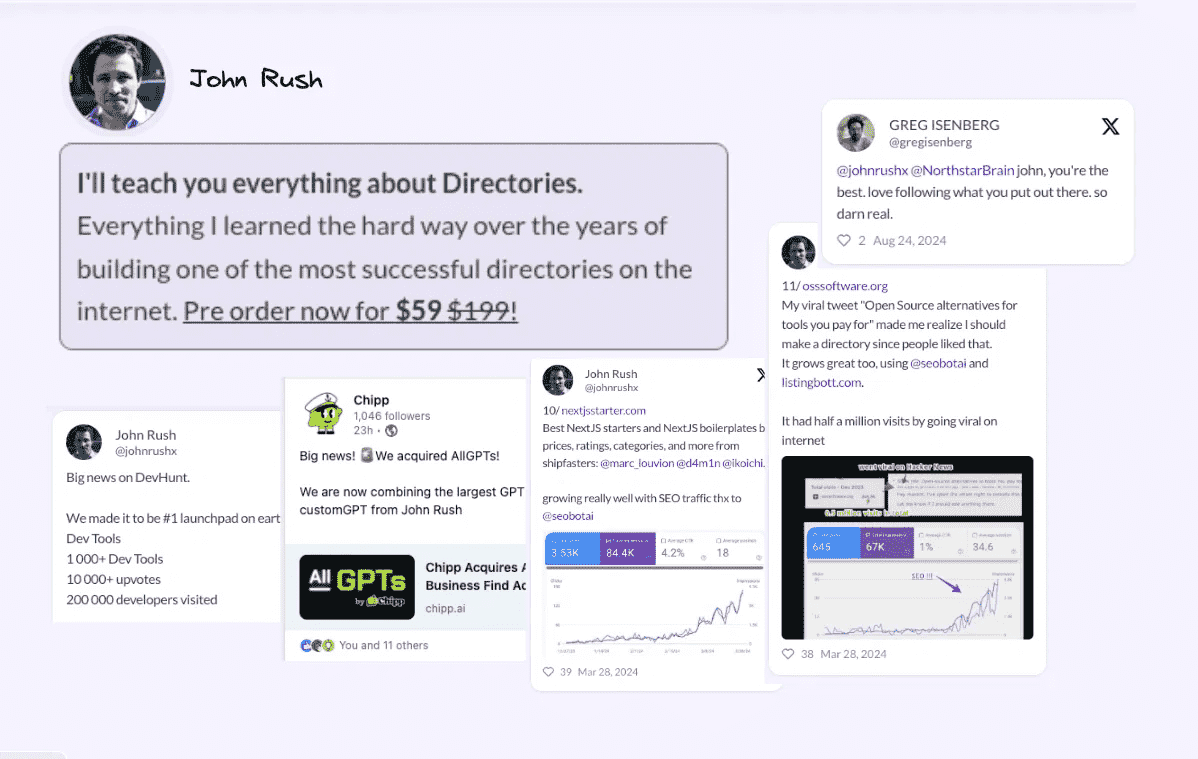 John Rush
I'll teach you everything about Directories.
Everything I learned the hard way over the years of
building one of the most successful directories on the
internet. Pre order now for $59 $199!
GREG ISENBERG
@gregisenberg
@johnrushx @NorthstarBrain john, you're the
best. love following what you put out there. so
darn real.
2 Aug 24, 2024
John Rush
@johnrushx
Big news on DevHunt
We made it to be #1 launchpad on eart
Dev Tools
1 000+ Dev Tools
10 000+ upvotes
200 000 developers visited
Chipp
1,046 followers
23h •
Big news! We acquired AllGPTs!
We are now combining the largest GPT
customGPT from John Rush
GPTs
by Chipp
Chipp Acquires A
Business Find Ac
chipp.ai
You and 11 others
John Rush
@johnrushx
10/ nextjsstarter.com
Best NextJS starters and NextJS boilerplates b
prices, ratings, categories, and more from
shipfasters: @marc_louvion @d4m1n @ikoichi.
growing really well with SEO traffic thx to
@seobotai
84.4K
4.2%
18
39 Mar 28, 2024
11/ osssoftware.org
My viral tweet "Open Source alternatives for
tools you pay for" made me realize I should
make a directory since people liked that.
It grows great too, using @seobotai and
listingbott.com.
It had half a million visits by going viral on
internet
went viral on Hacker News
645
67K
1%
34.6
SEO !!!
38 Mar 28, 2024